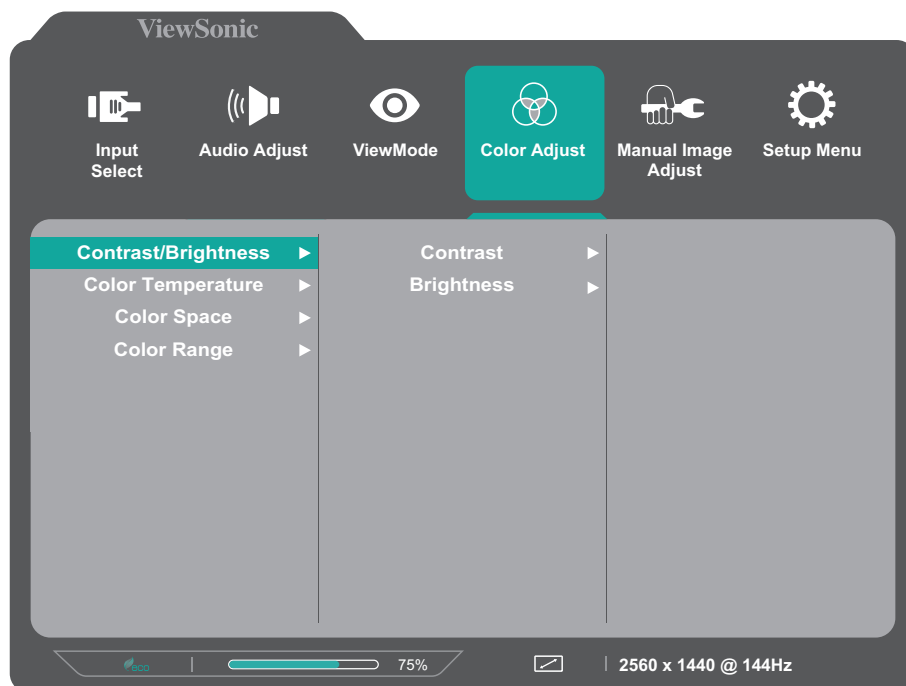 ViewSonic
Input
Select
Audio Adjust
ViewMode
Color Adjust
Manual Image
Adjust
Setup Menu
Contrast/Brightness
Color Temperature
Color Space
Color Range
Contrast
Brightness
eco
75%
2560 x 1440 @ 144Hz